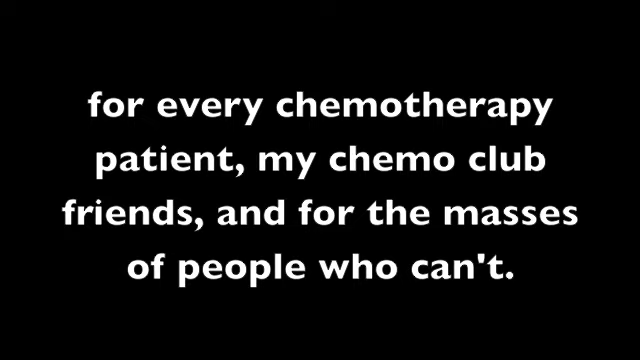 for every chemotherapy
patient, my chemo club
friends, and for the masses
of people who can't.